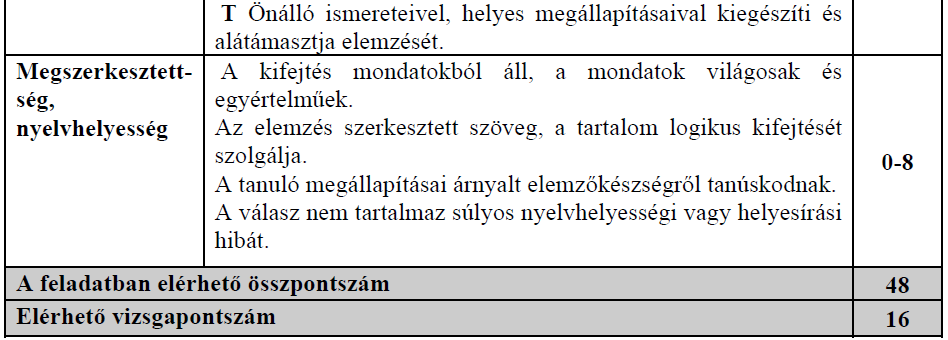 T Önálló ismereteivel, helyes megállapításaival kiegészíti és
alátámasztja elemzését.
Megszerkesztett-
ség,
nyelvhelyesség
A kifejtés mondatokból áll, a mondatok világosak és
egyértelműek.
Az elemzés szerkesztett szöveg, a tartalom logikus kifejtését
szolgálja.
A tanuló megállapításai árnyalt elemzőkészségről tanúskodnak.
A válasz nem tartalmaz súlyos nyelvhelyességi vagy helyesírási
hibát.
0-8
A feladatban elérhető összpontszám 48
Elérhető vizsgapontszám 16